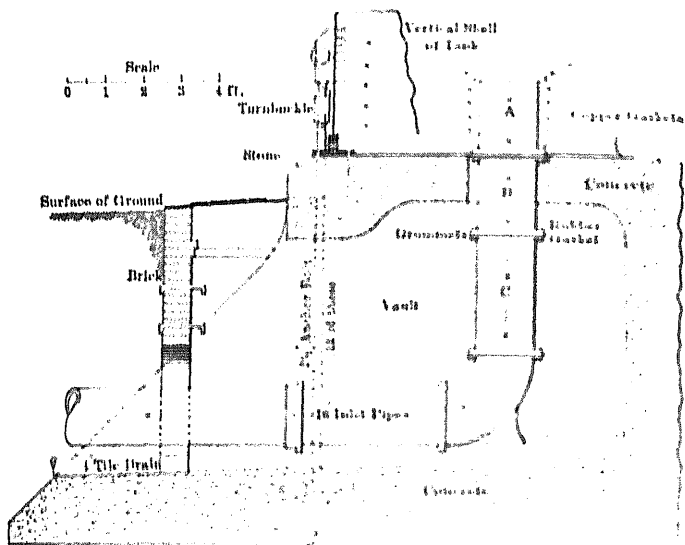 Vertical Shell
of Tank
Scale
0 1 2 3 4 ft.
Turnbuckle
A
Copper Gaskets
Stone
B
Concrete
Surface of Ground
Rubber
Gasket
Brick
C
Vault
16 Inlet Pipes
Tile Drain
Concrete